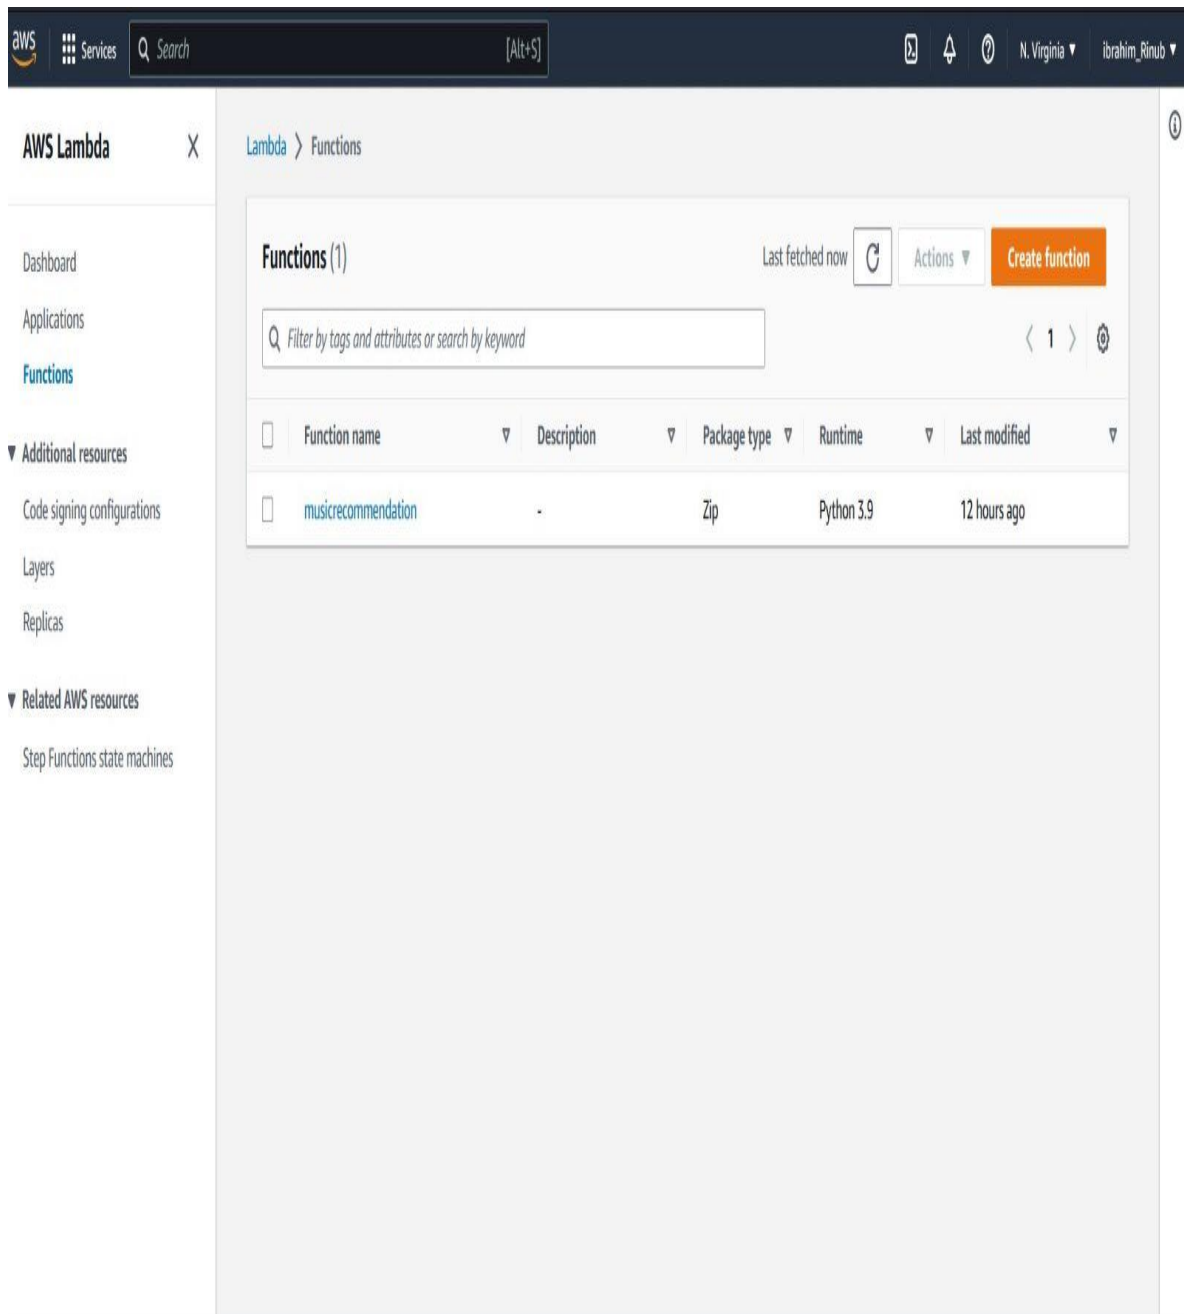 aws Services Search [Alt+S] N. Virginia ibrahim_Rinub
AWS Lambda
Dashboard
Applications
Functions
Additional resources
Code signing configurations
Layers
Replicas
Related AWS resources
Step Functions state machines
Lambda > Functions
Functions (1) Last fetched now Actions Create function
Filter by tags and attributes or search by keyword
1
Function name Description Package type Runtime Last modified
musicrecommendation - Zip Python 3.9 12 hours ago